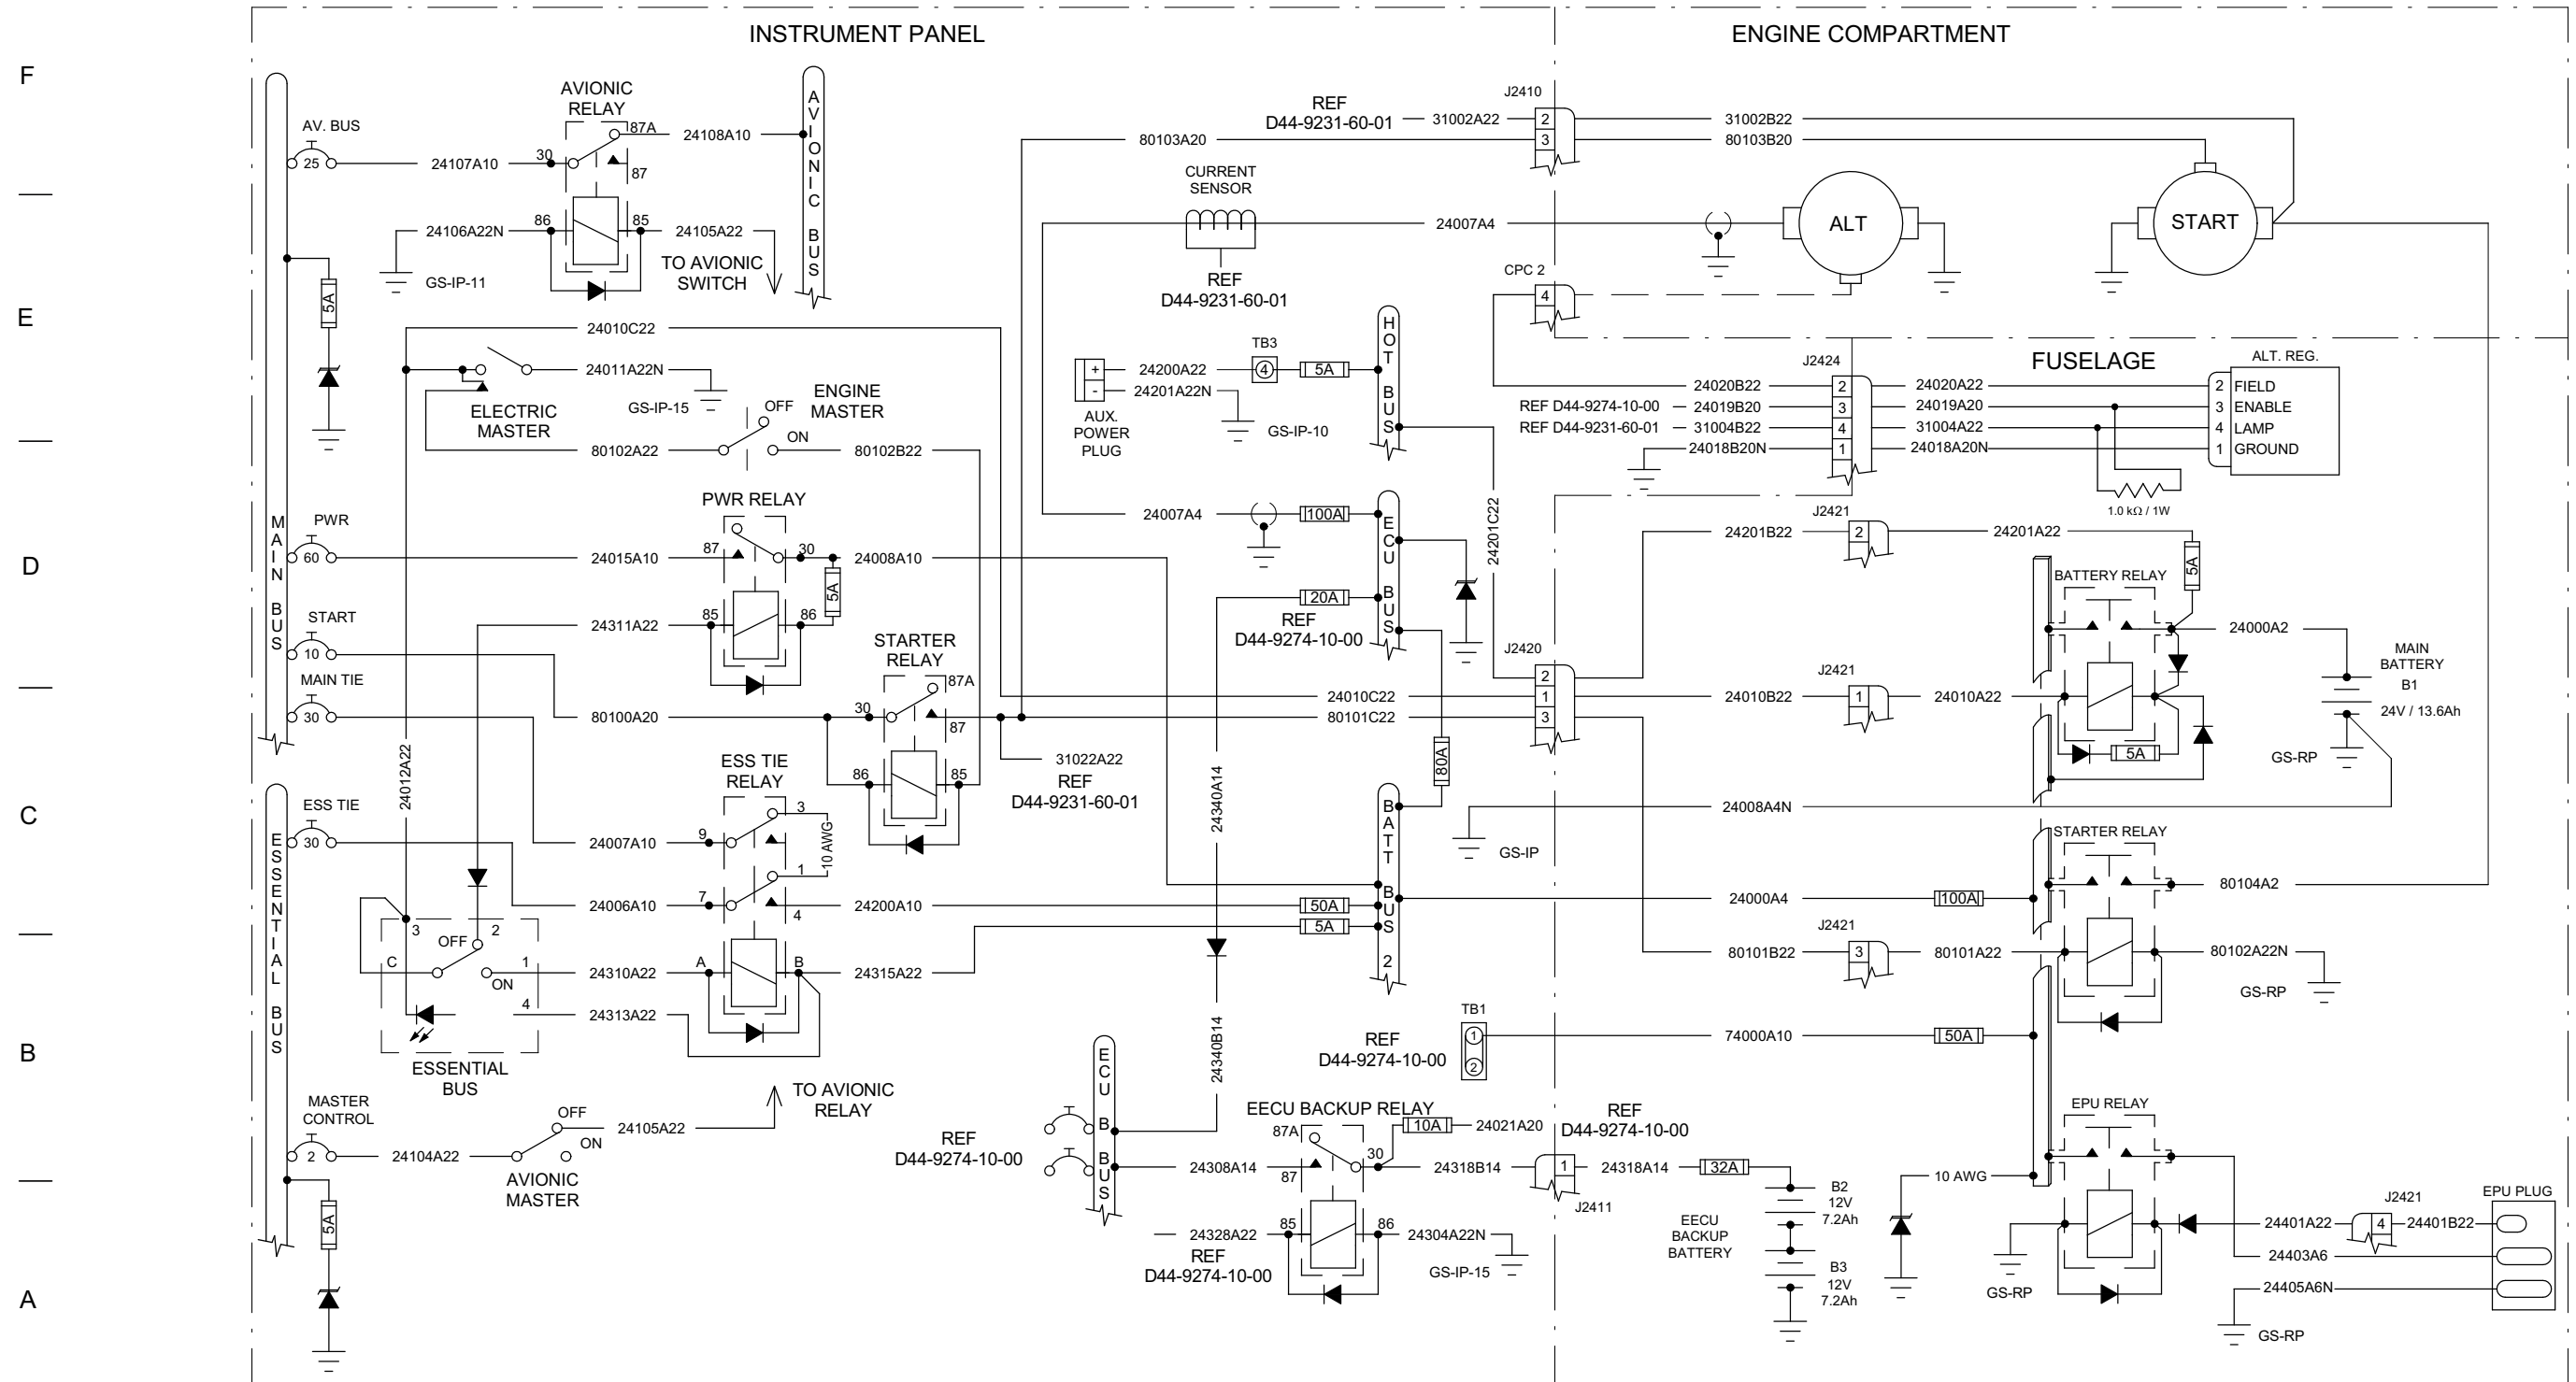 INSTRUMENT PANEL
ENGINE COMPARTMENT
F
E
D
C
B
A
MAIN BUS
AV. BUS
25
24107A10
AVIONIC
RELAY
30
87A
87
24108A10
AVIONIC BUS
24106A22N
86
85
24105A22
GS-IP-11
TO AVIONIC
SWITCH
5A
24010C22
24011A22N
GS-IP-15
ELECTRIC
MASTER
ENGINE
MASTER
OFF
ON
80102A22
80102B22
PWR
60
24015A10
PWR RELAY
87
30
24008A10
5A
START
10
24311A22
85
86
MAIN TIE
30
80100A20
STARTER
RELAY
87A
30
87
86
85
31022A22
REF
D44-9231-60-01
24012A22
ESS TIE
RELAY
ESSENTIAL BUS
ESS TIE
30
24007A10
9
3
10 AWG
24006A10
7
1
4
24200A10
50A
5A
3
2
OFF
C
1
ON
4
24310A22
A
B
24315A22
24313A22
ESSENTIAL
BUS
MASTER
CONTROL
2
24104A22
OFF
ON
24105A22
AVIONIC
MASTER
TO AVIONIC
RELAY
5A
REF
D44-9231-60-01
31002A22
J2410
2
3
80103A20
31002B22
80103B20
CURRENT
SENSOR
REF
D44-9231-60-01
24007A4
ALT
START
CPC 2
4
HOT BUS
TB3
4
5A
24200A22
24201A22N
+
-
AUX.
POWER
PLUG
GS-IP-10
24007A4
100A
ECU BUS
20A
REF
D44-9274-10-00
24201C22
J2420
2
1
3
24010C22
80101C22
80A
24340A14
BATT BUS 2
GS-IP
24340B14
TB1
1
2
REF
D44-9274-10-00
ECU B BUS
REF
D44-9274-10-00
EECU BACKUP RELAY
87A
30
87
10A
24021A20
REF
D44-9274-10-00
24308A14
24318B14
1
J2411
24318A14
32A
24328A22
85
86
24304A22N
REF
D44-9274-10-00
GS-IP-15
EECU
BACKUP
BATTERY
B2
12V
7.2Ah
B3
12V
7.2Ah
FUSELAGE
J2424
ALT. REG.
24020B22
2
24020A22
2 FIELD
REF D44-9274-10-00
24019B20
3
24019A20
3 ENABLE
REF D44-9231-60-01
31004B22
4
31004A22
4 LAMP
24018B20N
1
24018A20N
1 GROUND
1.0 kΩ / 1W
J2421
24201B22
2
24201A22
5A
BATTERY RELAY
24000A2
MAIN
BATTERY
B1
24V / 13.6Ah
J2421
24010B22
1
24010A22
5A
GS-RP
24008A4N
STARTER RELAY
24000A4
100A
80104A2
J2421
80101B22
3
80101A22
80102A22N
GS-RP
74000A10
50A
EPU RELAY
10 AWG
GS-RP
24401A22
J2421
4
24401B22
EPU PLUG
24403A6
24405A6N
GS-RP